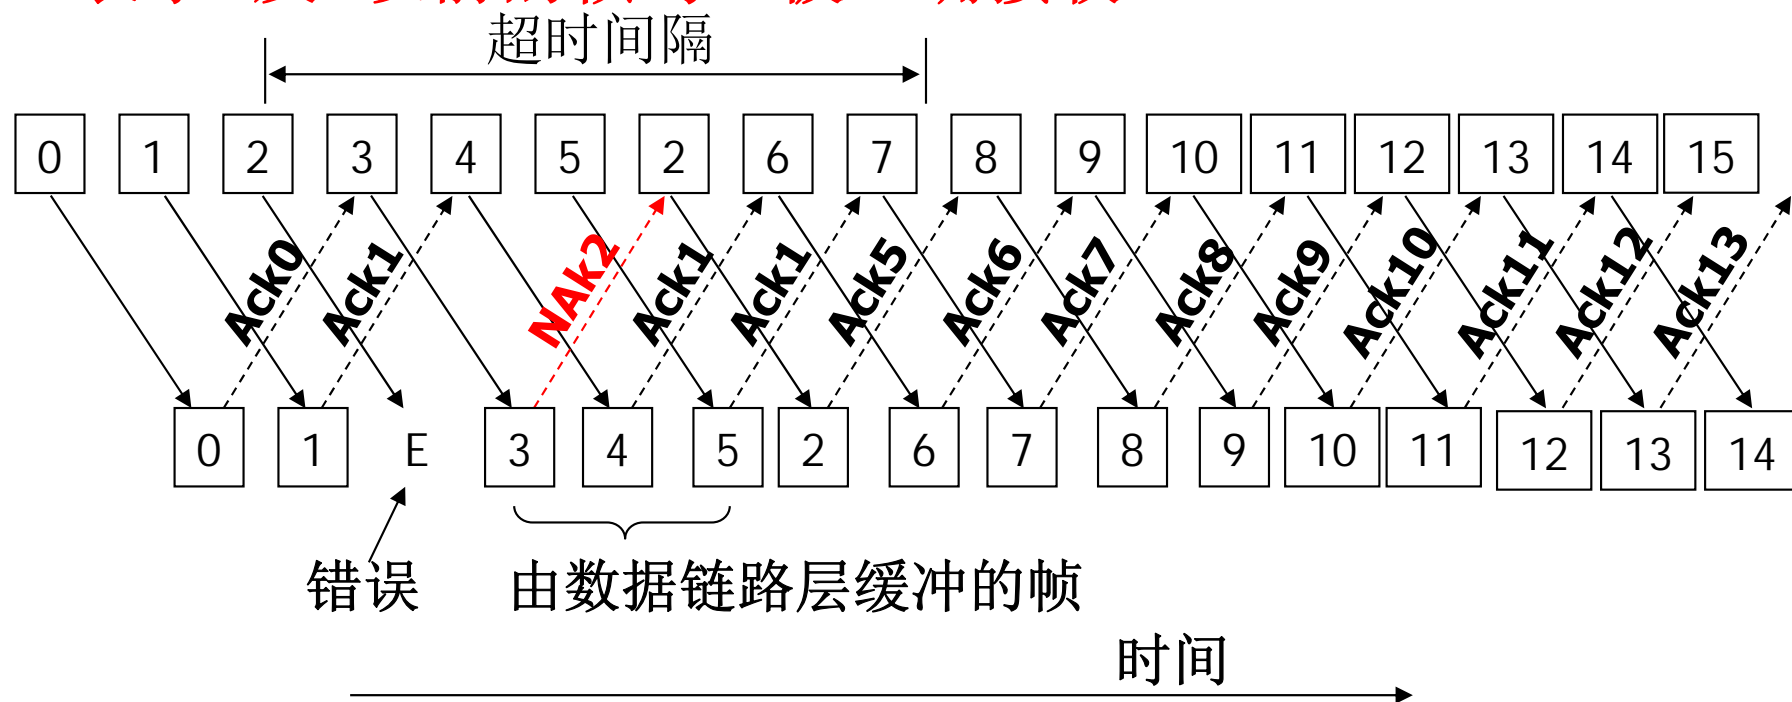 超时间隔
0 1 2 3 4 5 2 6 7 8 9 10 11 12 13 14 15
Ack0 Ack1 NAk2 Ack1 Ack1 Ack5 Ack6 Ack7 Ack8 Ack9 Ack10 Ack11 Ack12 Ack13
0 1 E 3 4 5 2 6 7 8 9 10 11 12 13 14
错误 由数据链路层缓冲的帧
时间